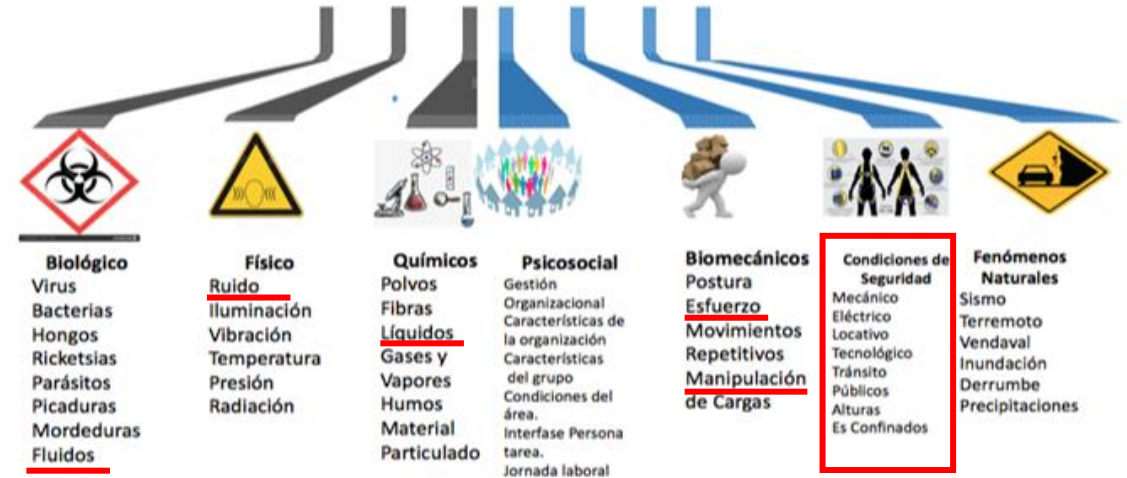 Biológico
Virus
Bacterias
Hongos
Ricketsias
Parásitos
Picaduras
Mordeduras
Fluidos
Físico
Ruido
Iluminación
Vibración
Temperatura
Presión
Radiación
Químicos
Polvos
Fibras
Líquidos
Gases y
Vapores
Humos
Material
Particulado
Psicosocial
Gestión
Organizacional
Características de
la organización
Características
del grupo
Condiciones del
área.
Interfase Persona
tarea.
Jornada laboral
Biomecánicos
Postura
Esfuerzo
Movimientos
Repetitivos
Manipulación
de Cargas
Condiciones de
Seguridad
Mecánico
Eléctrico
Locativo
Tecnológico
Tránsito
Públicos
Alturas
Es Confinados
Fenómenos
Naturales
Sismo
Terremoto
Vendaval
Inundación
Derrumbe
Precipitaciones